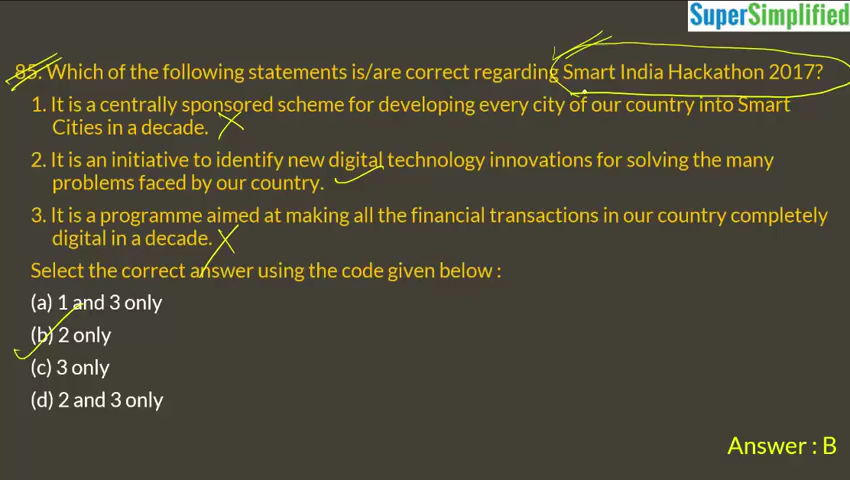 SuperSimplified
85. Which of the following statements is/are correct regarding Smart India Hackathon 2017?
1. It is a centrally sponsored scheme for developing every city of our country into Smart
Cities in a decade.
2. It is an initiative to identify new digital technology innovations for solving the many
problems faced by our country.
3. It is a programme aimed at making all the financial transactions in our country completely
digital in a decade.
Select the correct answer using the code given below :
(a) 1 and 3 only
(b) 2 only
(c) 3 only
(d) 2 and 3 only
Answer : B